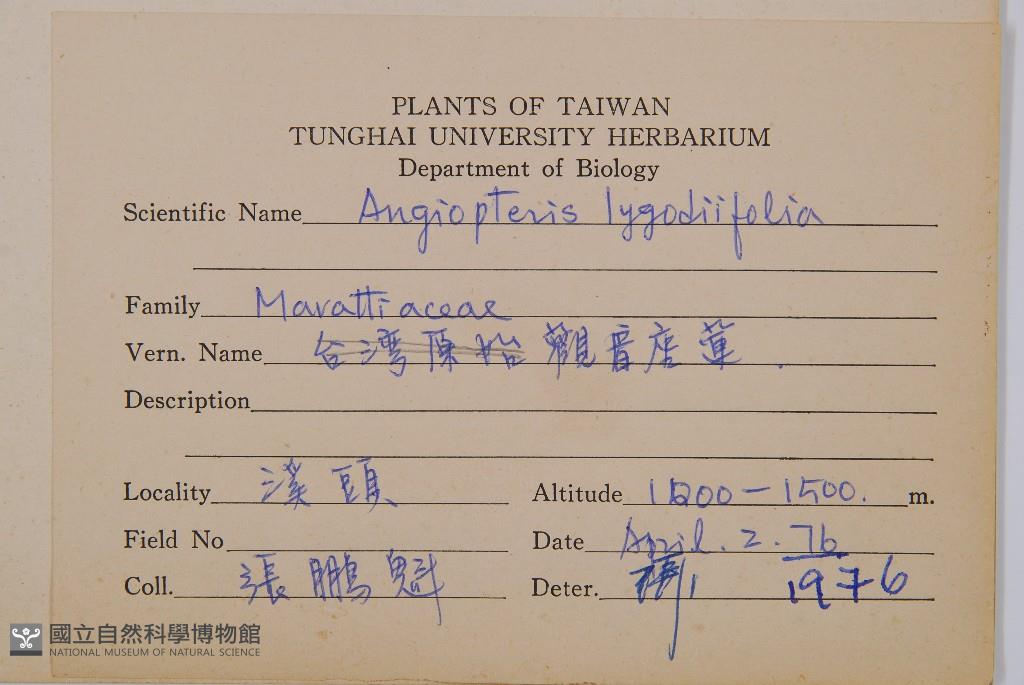 PLANTS OF TAIWAN
TUNGHAI UNIVERSITY HERBARIUM
Department of Biology
Scientific Name Angiopteris lygodiifolia
Family Marattiaceae
Vern. Name 台湾原始觀音座蓮.
Description
Locality 溪頭 Altitude 1200-1500. m.
Field No Date April. 2. 76
Coll. 張鵬魁 Deter. 1976
國立自然科學博物館
NATIONAL MUSEUM OF NATURAL SCIENCE